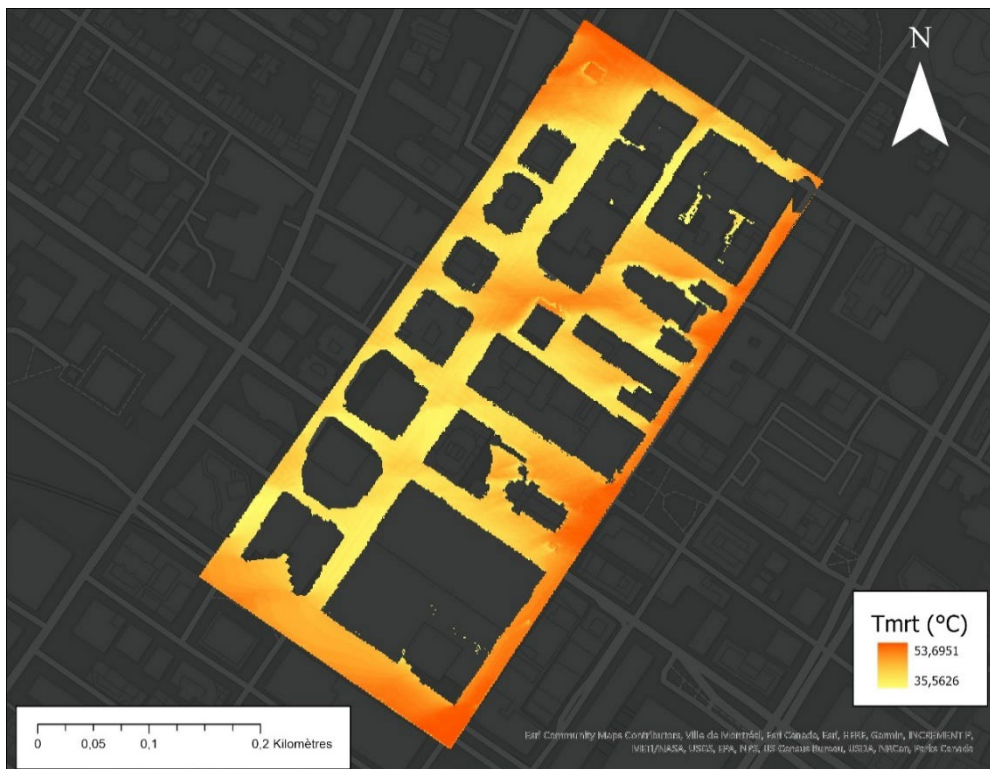 N
Tmrt (°C)
53,6951
35,5626
0 0,05 0,1 0,2 Kilomètres
Esri Community Maps Contributors, Ville de Montréal, Esri Canada, Esri, HERE, Garmin, INCREMENT P,
METI/NASA, USGS, EPA, NPS, US Census Bureau, USDA, NRCan, Parks Canada